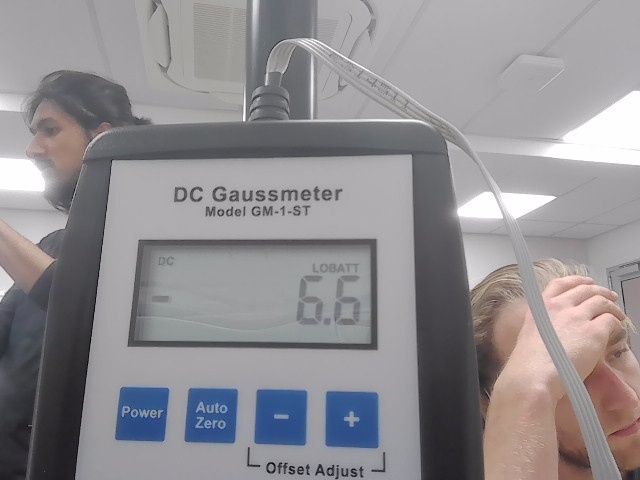 DC Gaussmeter
Model GM-1-ST
DC
LOBATT
- 6.6
Power
Auto
Zero
-
+
Offset Adjust